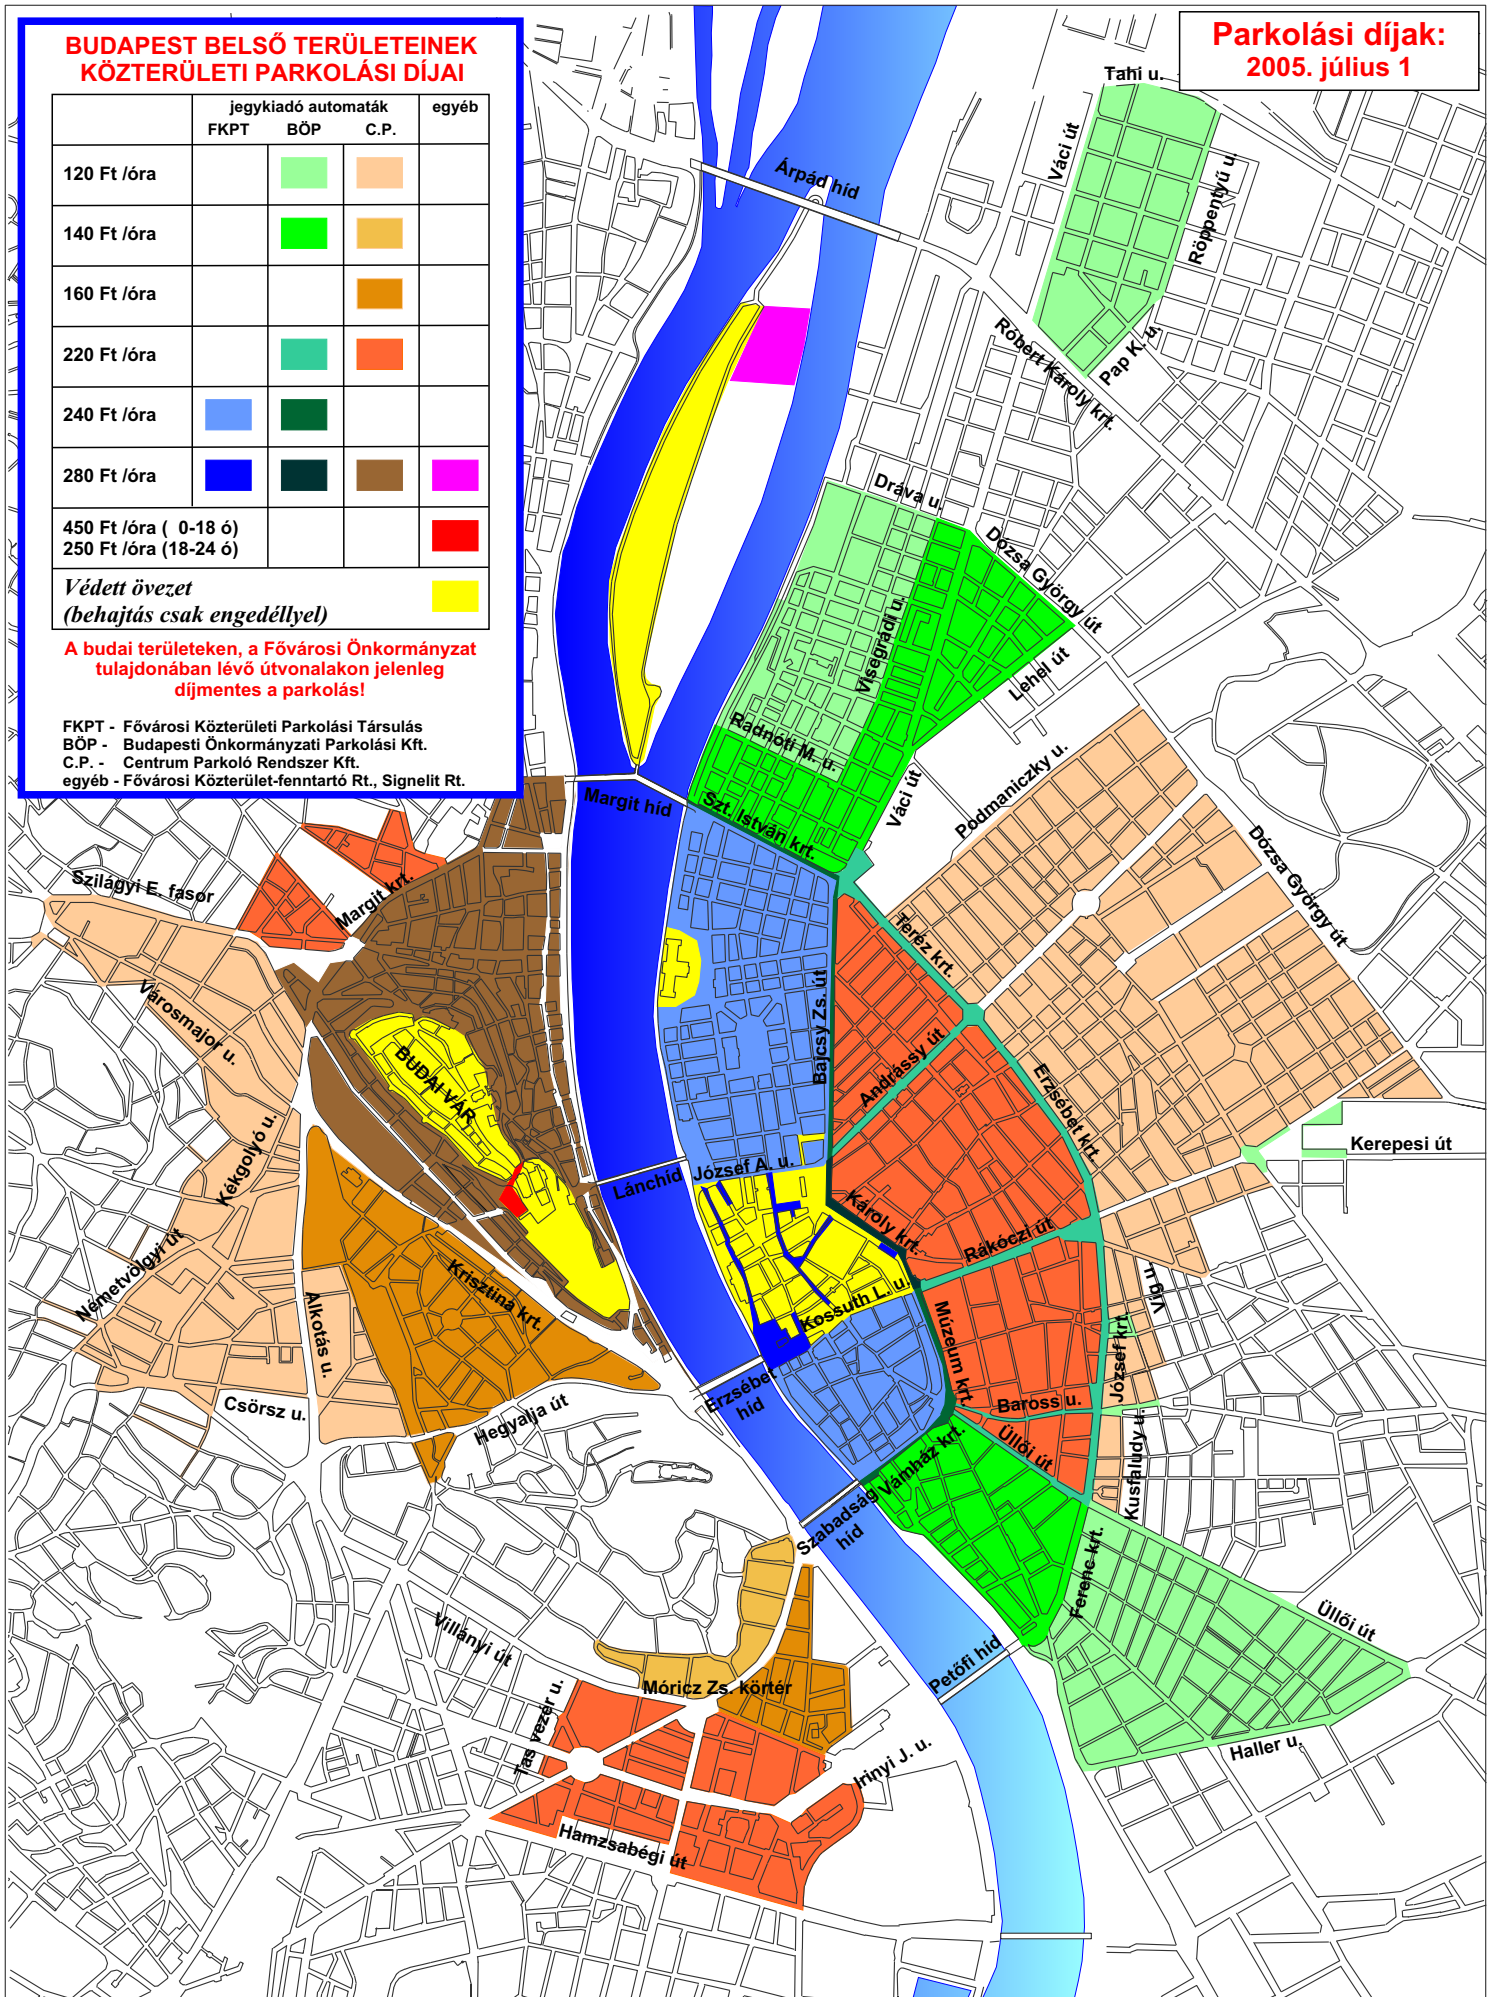 BUDAPEST BELSŐ TERÜLETEINEK
KÖZTERÜLETI PARKOLÁSI DÍJAI
jegykiadó automaták egyéb
FKPT BÖP C.P.
120 Ft /óra
140 Ft /óra
160 Ft /óra
220 Ft /óra
240 Ft /óra
280 Ft /óra
450 Ft /óra ( 0-18 ó)
250 Ft /óra (18-24 ó)
Védett övezet
(behajtás csak engedéllyel)
A budai területeken, a Fővárosi Önkormányzat
tulajdonában lévő útvonalakon jelenleg
díjmentes a parkolás!
FKPT - Fővárosi Közterületi Parkolási Társulás
BÖP - Budapesti Önkormányzati Parkolási Kft.
C.P. - Centrum Parkoló Rendszer Kft.
egyéb - Fővárosi Közterület-fenntartó Rt., Signelit Rt.
Parkolási díjak:
2005. július 1
Tahi u.
Váci út
Röppentyű u.
Árpád híd
Róbert Károly krt.
Pap K. u.
Dráva u.
Dózsa György út
Visegrádi u.
Lehel út
Radnóti M. u.
Váci út
Margit híd
Szt. István krt.
Podmaniczky u.
Dózsa György út
Szilágyi E. fasor
Margit krt.
Teréz krt.
Városmajor u.
Bajcsy Zs. út
BUDAI VÁR
Andrássy út
Erzsébet krt.
Kékgolyó u.
Kerepesi út
Lánchíd
József A. u.
Károly krt.
Rákóczi út
Németvölgyi út
Krisztina krt.
Alkotás u.
Kossuth L. u.
Múzeum krt.
Víg u.
József krt.
Csörsz u.
Hegyalja út
Erzsébet
híd
Baross u.
Üllői út
Kusfaludy u.
Vámház krt.
Szabadság
híd
Ferenc krt.
Üllői út
Villányi út
Petőfi híd
Móricz Zs. körtér
Tas vezér u.
Irinyi J. u.
Haller u.
Hamzsabégi út